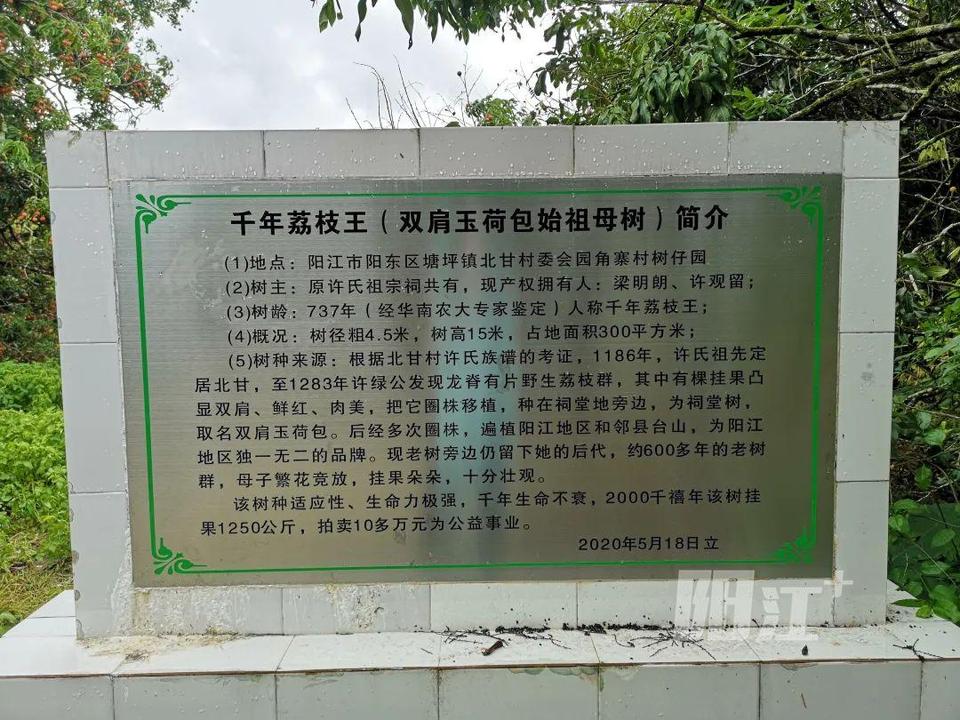 千年荔枝王（双肩玉荷包始祖母树）简介
(1)地点：阳江市阳东区塘坪镇北甘村委会园角寨村树仔园
(2)树主：原许氏祖宗祠共有，现产权拥有人：梁明朗、许观留；
(3)树龄：737年（经华南农大专家鉴定）人称千年荔枝王；
(4)概况：树径粗4.5米，树高15米，占地面积300平方米；
(5)树种来源：根据北甘村许氏族谱的考证，1186年，许氏祖先定
居北甘，至1283年许绿公发现龙脊有片野生荔枝群，其中有棵挂果凸
显双肩、鲜红、肉美，把它圈株移植，种在祠堂地旁边，为祠堂树，
取名双肩玉荷包。后经多次圈株，遍植阳江地区和邻县台山，为阳江
地区独一无二的品牌。现老树旁边仍留下她的后代，约600多年的老树
群，母子繁花竞放，挂果朵朵，十分壮观。
该树种适应性、生命力极强，千年生命不衰，2000千禧年该树挂
果1250公斤，拍卖10多万元为公益事业。
2020年5月18日立
阳江+